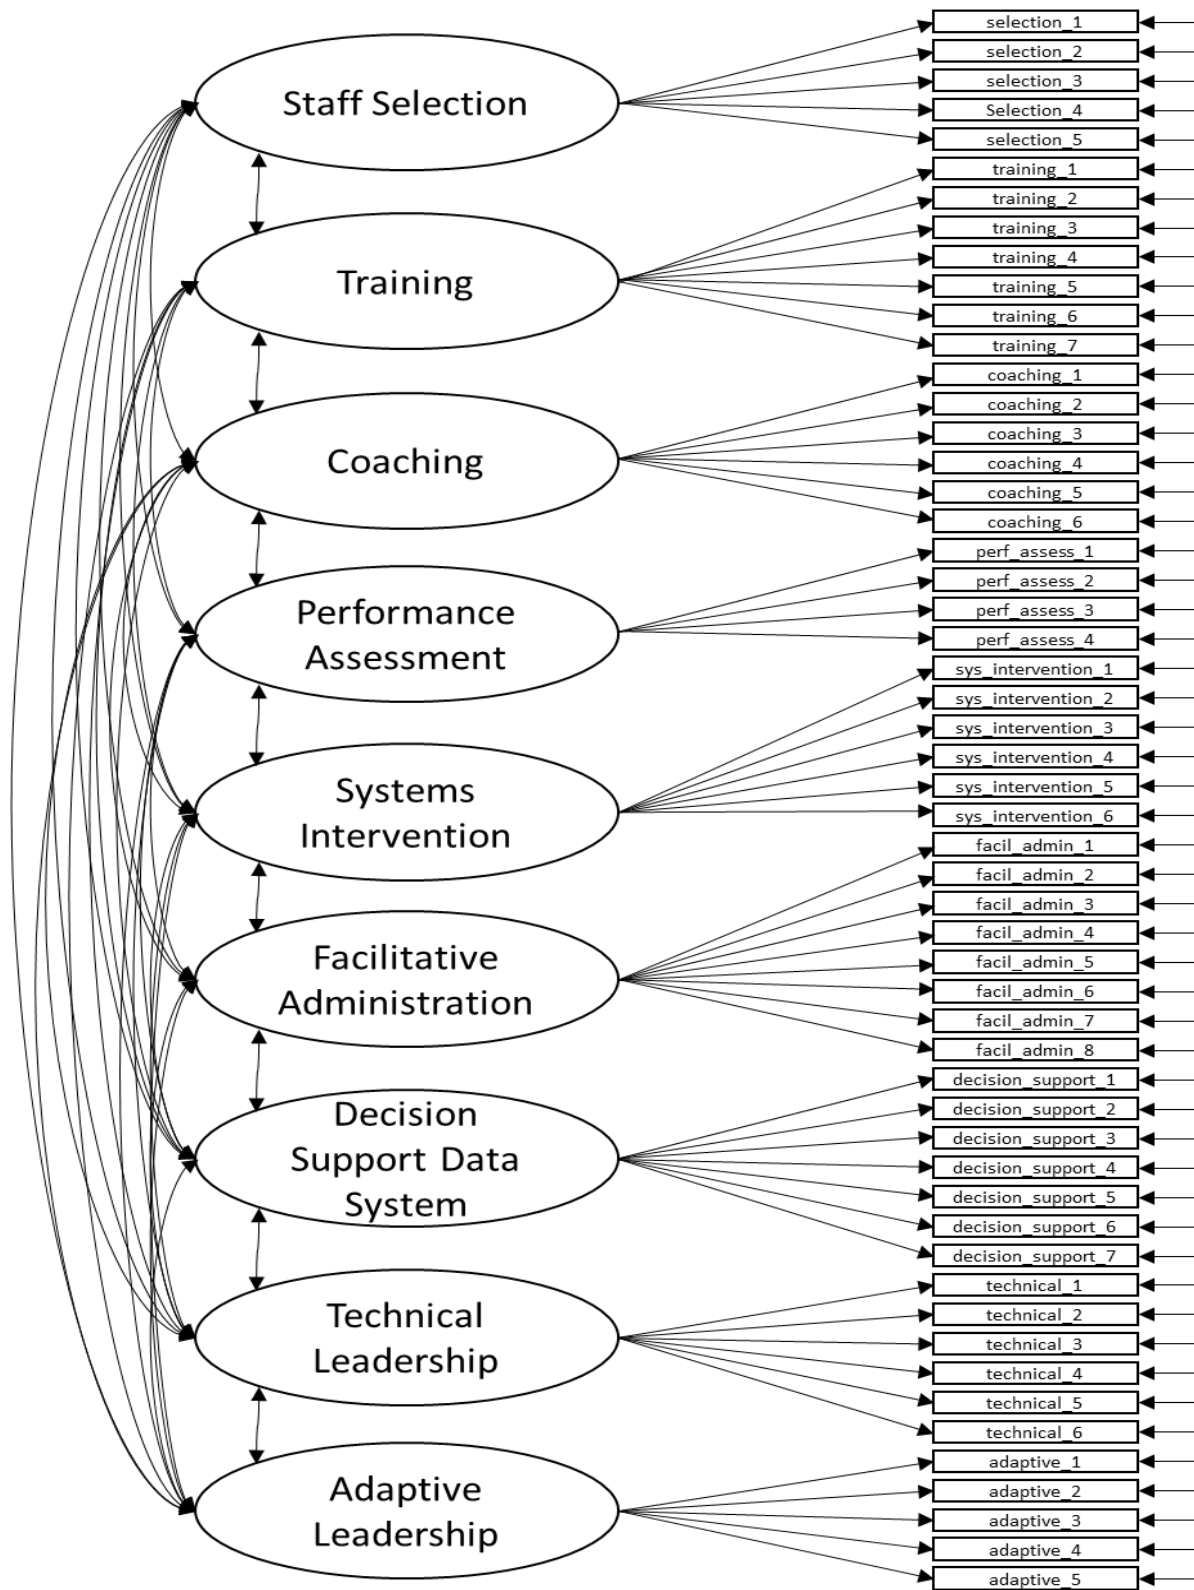 Staff Selection
Training
Coaching
Performance
Assessment
Systems
Intervention
Facilitative
Administration
Decision
Support Data
System
Technical
Leadership
Adaptive
Leadership
selection_1
selection_2
selection_3
Selection_4
selection_5
training_1
training_2
training_3
training_4
training_5
training_6
training_7
coaching_1
coaching_2
coaching_3
coaching_4
coaching_5
coaching_6
perf_assess_1
perf_assess_2
perf_assess_3
perf_assess_4
sys_intervention_1
sys_intervention_2
sys_intervention_3
sys_intervention_4
sys_intervention_5
sys_intervention_6
facil_admin_1
facil_admin_2
facil_admin_3
facil_admin_4
facil_admin_5
facil_admin_6
facil_admin_7
facil_admin_8
decision_support_1
decision_support_2
decision_support_3
decision_support_4
decision_support_5
decision_support_6
decision_support_7
technical_1
technical_2
technical_3
technical_4
technical_5
technical_6
adaptive_1
adaptive_2
adaptive_3
adaptive_4
adaptive_5